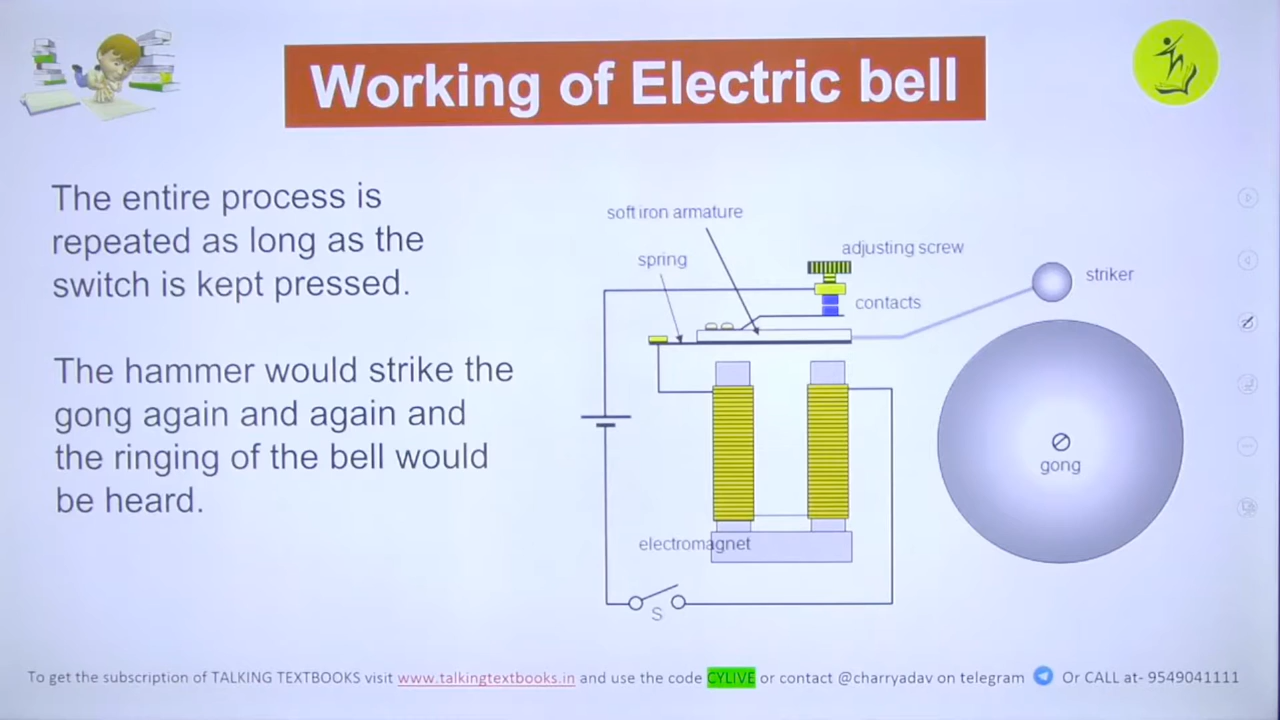 Working of Electric bell
The entire process is
repeated as long as the
switch is kept pressed.
The hammer would strike the
gong again and again and
the ringing of the bell would
be heard.
soft iron armature
adjusting screw
spring
striker
contacts
gong
electromagnet
S
To get the subscription of TALKING TEXTBOOKS visit www.talkingtextbooks.in and use the code CYLIVE or contact @charryadav on telegram Or CALL at- 9549041111